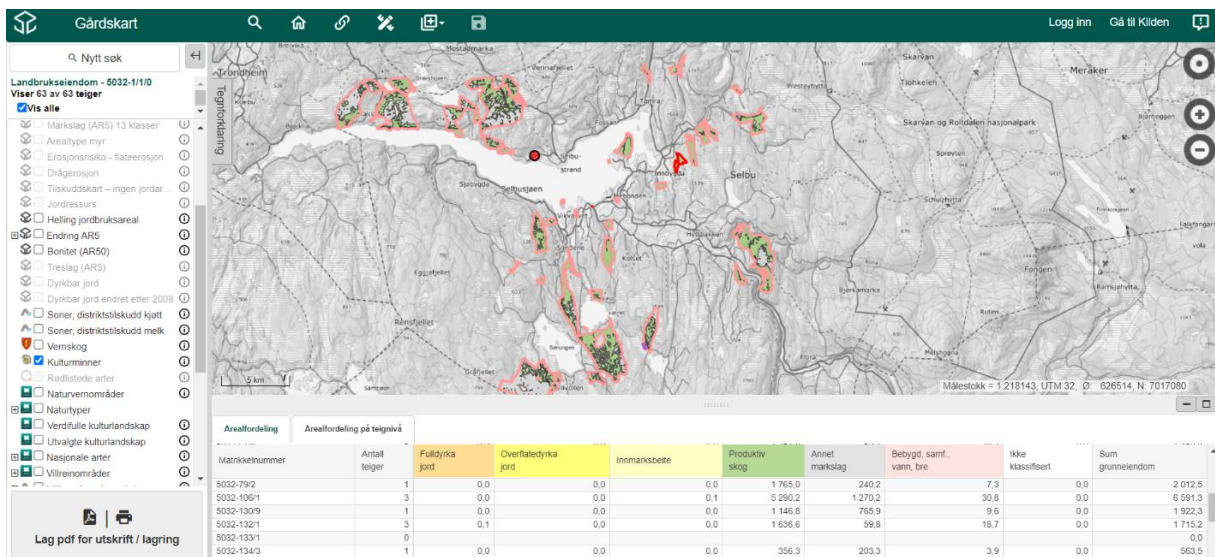 Gårdskart
Logg inn
Gå til Kilden
Nytt søk
Landbrukseiendom - 5032-1/1/0
Viser 63 av 63 teiger
Vis alle
Markslag (AR5) 13 klasser
Arealtype myr
Erosjonsrisiko - flateerosjon
Drågerosjon
Tilskuddskart – ingen jordar...
Jordressurs
Helling jordbruksareal
Endring AR5
Bonitet (AR50)
Treslag (AR5)
Dyrkbar jord
Dyrkbar jord endret etter 2008
Soner, distriktstilskudd kjøtt
Soner, distriktstilskudd melk
Vernskog
Kulturminner
Rødlistede arter
Naturvernområder
Naturtyper
Verdifulle kulturlandskap
Utvalgte kulturlandskap
Nasjonale arter
Villreinområder
Lag pdf for utskrift / lagring
Tegnforklaring
Trondheim
Mostadmarka
Vennafjellet
Selbusjøen
strand
Innbygda
Selbu
Skarvan
Meråker
Skarvan og Roltdalen nasjonalpark
Schulzhytta
Fongen
Ramsjøhytta
Bjørkamarka
Ruten
Flora
Rensfjellet
5 km
Målestokk = 1:218143, UTM 32, Ø: 626514, N: 7017080
Arealfordeling
Arealfordeling på teignivå
Matrikkelnummer Antall teiger Fulldyrka jord Overflatedyrka jord Innmarksbeite Produktiv skog Annet markslag Bebygd, samf., vann, bre Ikke klassifisert Sum grunneiendom
5032-79/2 1 0,0 0,0 0,0 1 765,0 240,2 7,3 0,0 2 012,5
5032-106/1 3 0,0 0,0 0,1 5 290,2 1 270,2 30,8 0,0 6 591,3
5032-130/9 1 0,0 0,0 0,0 1 146,8 765,9 9,6 0,0 1 922,3
5032-132/1 3 0,1 0,0 0,0 1 636,6 59,8 18,7 0,0 1 715,2
5032-133/1 0 0,0
5032-134/3 1 0,0 0,0 0,0 356,3 203,3 3,9 0,0 563,5